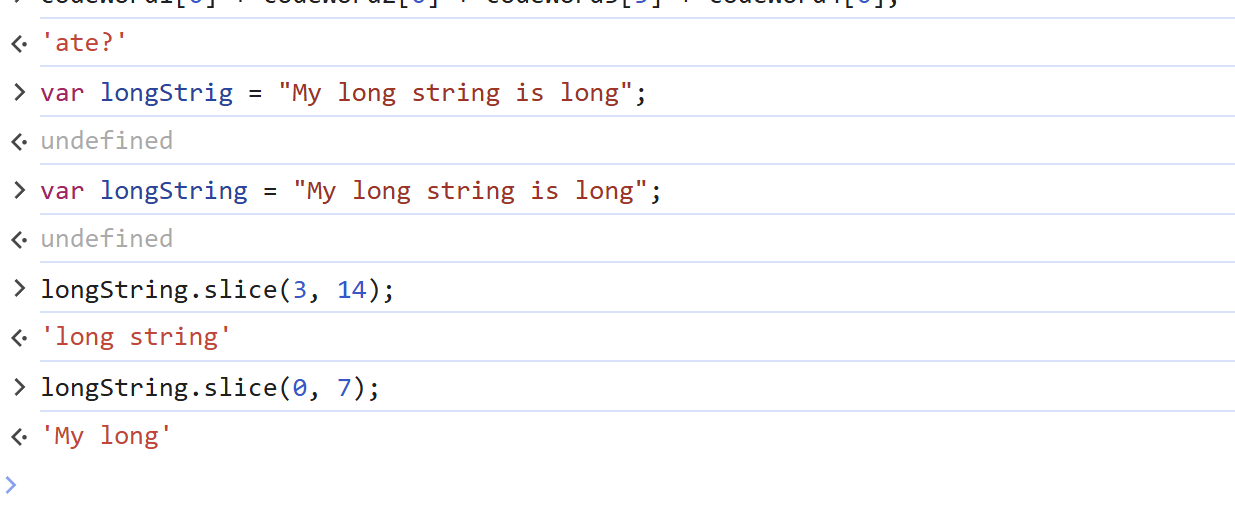 'ate?'
var longStrig = "My long string is long";
undefined
var longString = "My long string is long";
undefined
longString.slice(3, 14);
'long string'
longString.slice(0, 7);
'My long'